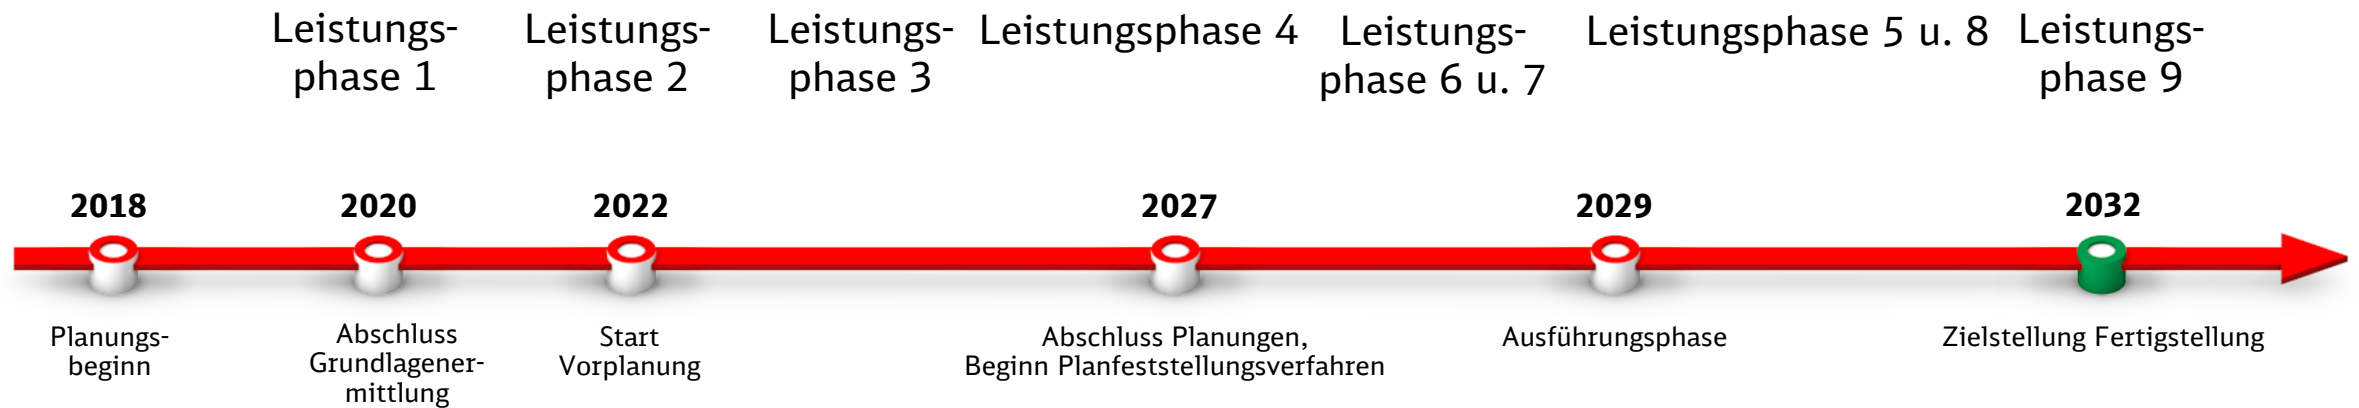 Leistungs-
phase 1
Leistungs-
phase 2
Leistungs-
phase 3
Leistungsphase 4
Leistungs-
phase 6 u. 7
Leistungsphase 5 u. 8
Leistungs-
phase 9
2018
2020
2022
2027
2029
2032
Planungs-
beginn
Abschluss
Grundlagener-
mittlung
Start
Vorplanung
Abschluss Planungen,
Beginn Planfeststellungsverfahren
Ausführungsphase
Zielstellung Fertigstellung